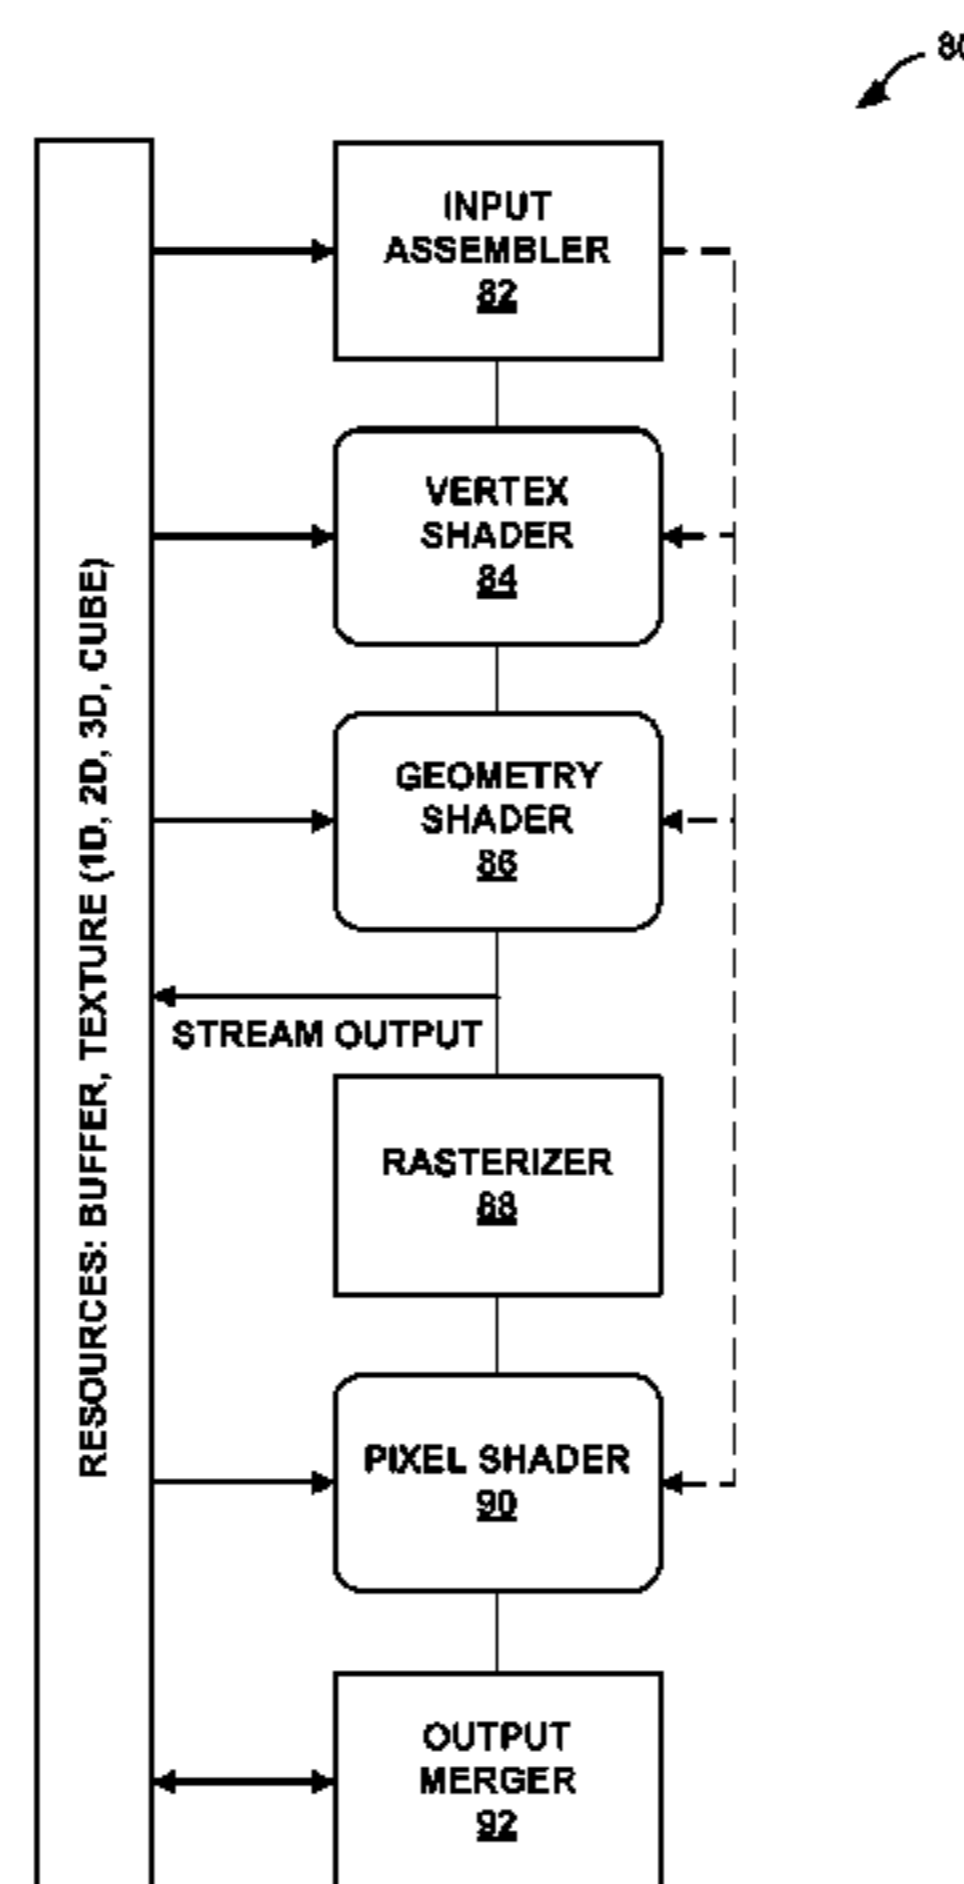 80
INPUT
ASSEMBLER
82
VERTEX
SHADER
84
GEOMETRY
SHADER
86
STREAM OUTPUT
RASTERIZER
88
PIXEL SHADER
90
OUTPUT
MERGER
92
RESOURCES: BUFFER, TEXTURE (1D, 2D, 3D, CUBE)